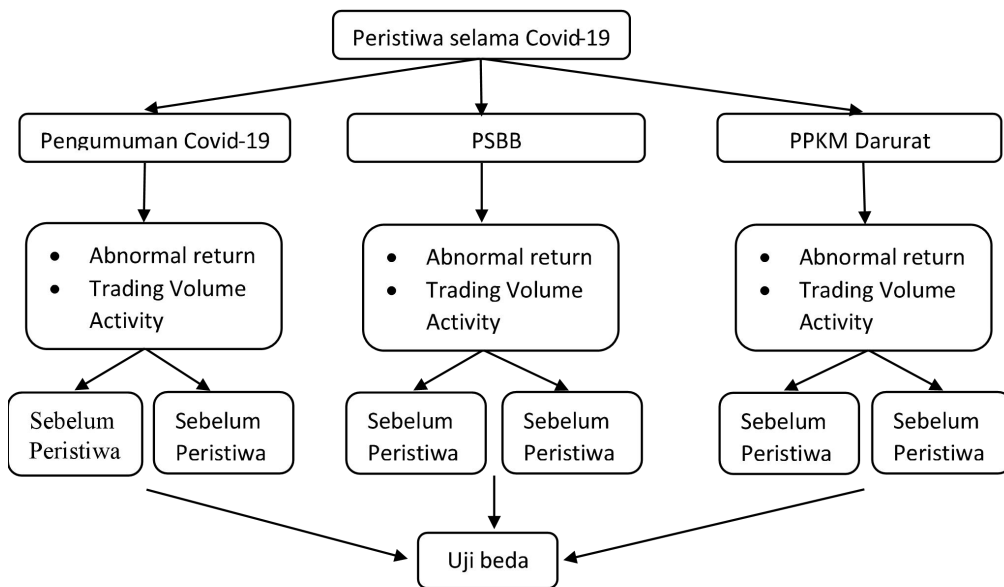 Peristiwa selama Covid-19
Pengumuman Covid-19
PSBB
PPKM Darurat
• Abnormal return
• Trading Volume
Activity
• Abnormal return
• Trading Volume
Activity
• Abnormal return
• Trading Volume
Activity
Sebelum
Peristiwa
Sebelum
Peristiwa
Sebelum
Peristiwa
Sebelum
Peristiwa
Sebelum
Peristiwa
Sebelum
Peristiwa
Uji beda